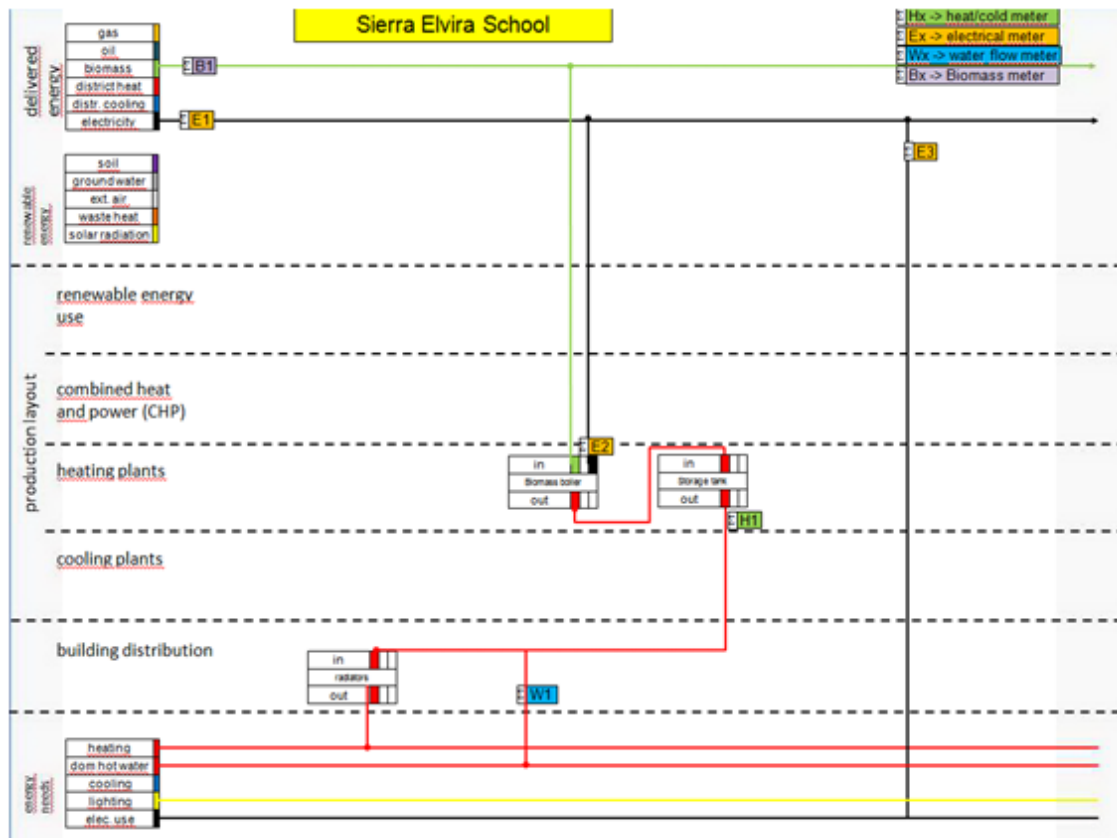 Sierra Elvira School
Hx -> heat/cold meter
Ex -> electrical meter
Wx -> water_flow meter
Bx -> Biomass meter
delivered
energy
gas
oil
biomass
district heat
distr. cooling
electricity
B1
E1
E3
renewable
energy
soil
groundwater
ext. air
waste heat
solar radiation
production layout
renewable energy
use
combined heat
and power (CHP)
heating plants
E2
in
Biomass boiler
out
in
Storage tank
out
H1
cooling plants
building distribution
in
radiators
out
W1
energy
needs
heating
dom hot water
cooling
lighting
elec. use